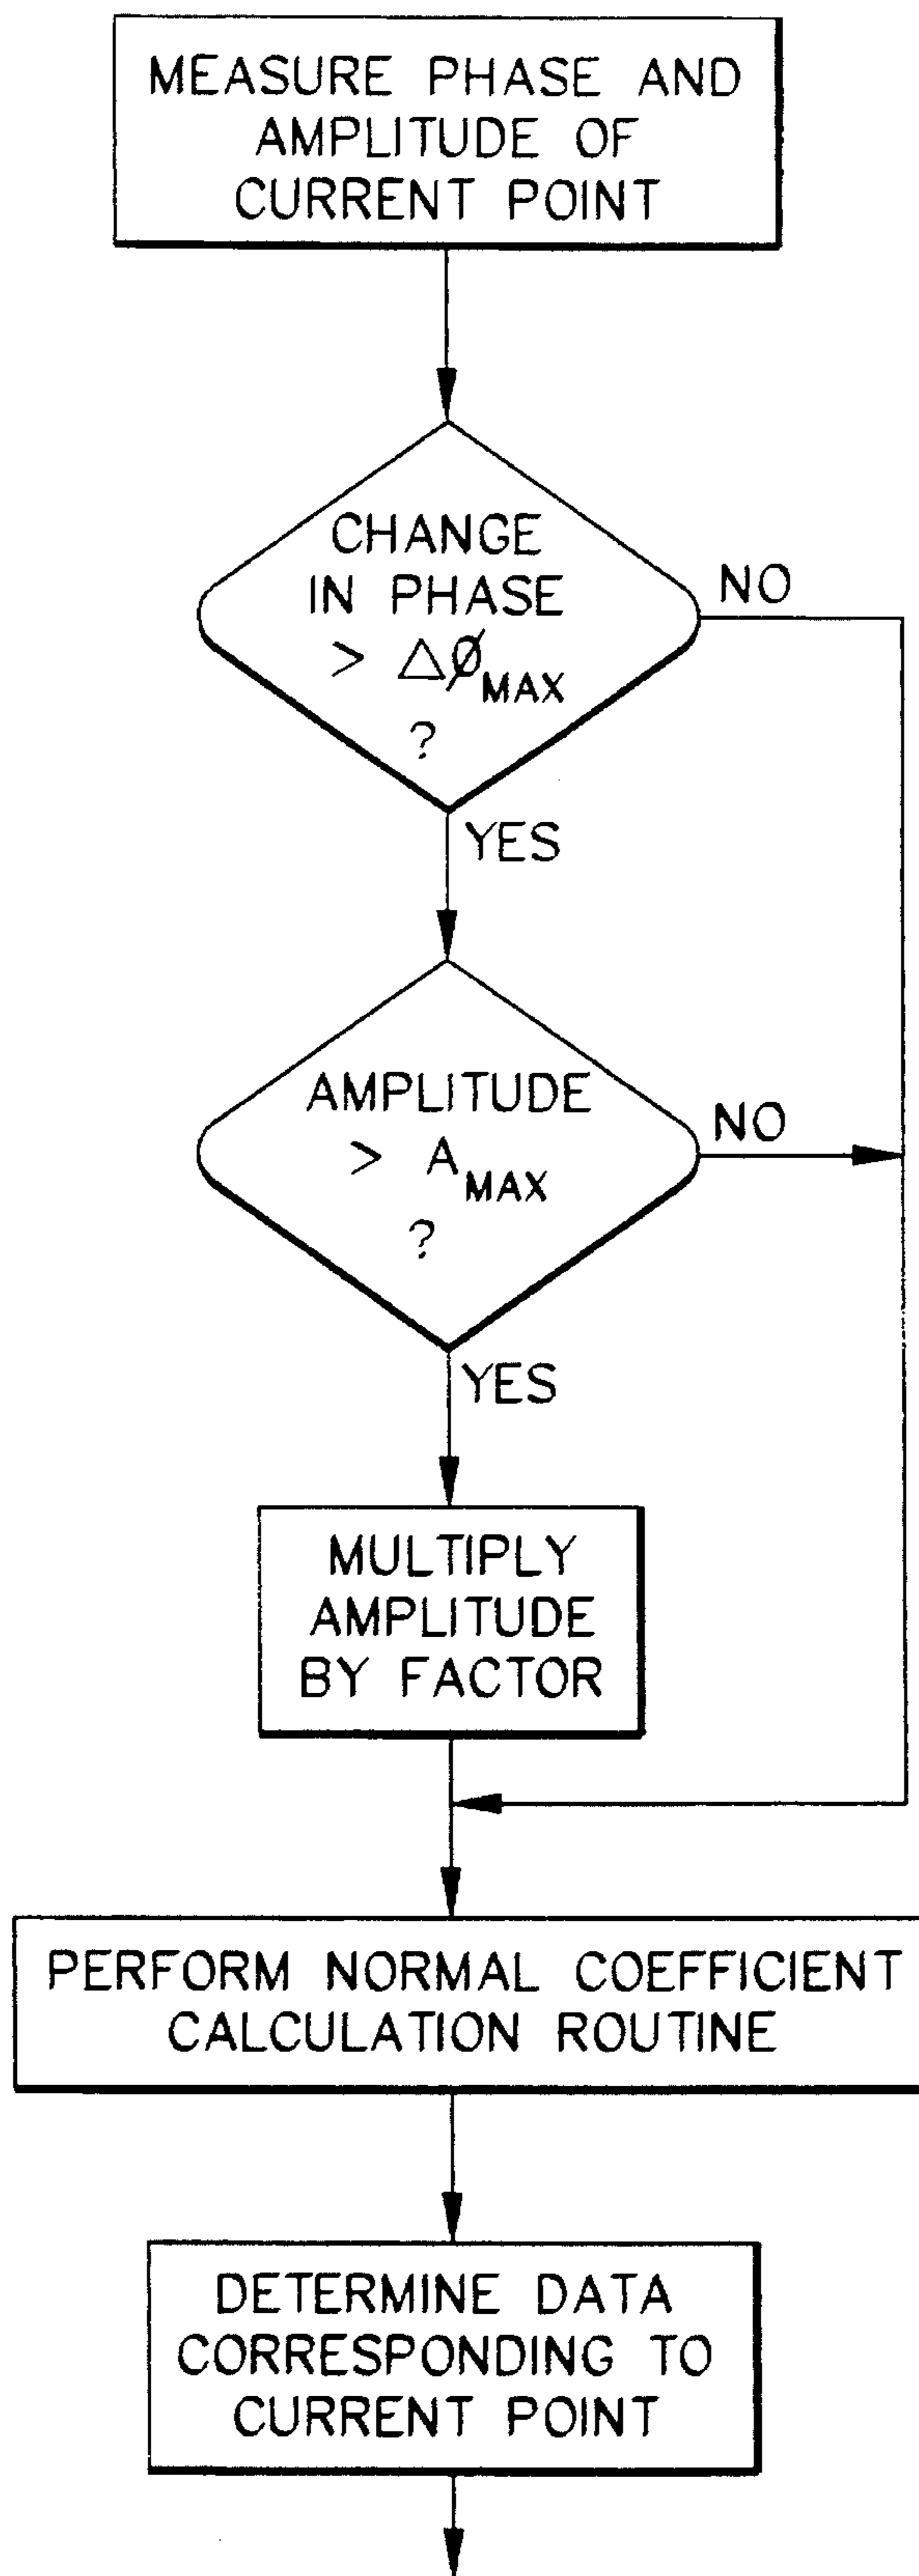 MEASURE PHASE AND
AMPLITUDE OF
CURRENT POINT
CHANGE
IN PHASE
> △ØMAX
?
NO
YES
AMPLITUDE
> AMAX
?
NO
YES
MULTIPLY
AMPLITUDE
BY FACTOR
PERFORM NORMAL COEFFICIENT
CALCULATION ROUTINE
DETERMINE DATA
CORRESPONDING TO
CURRENT POINT